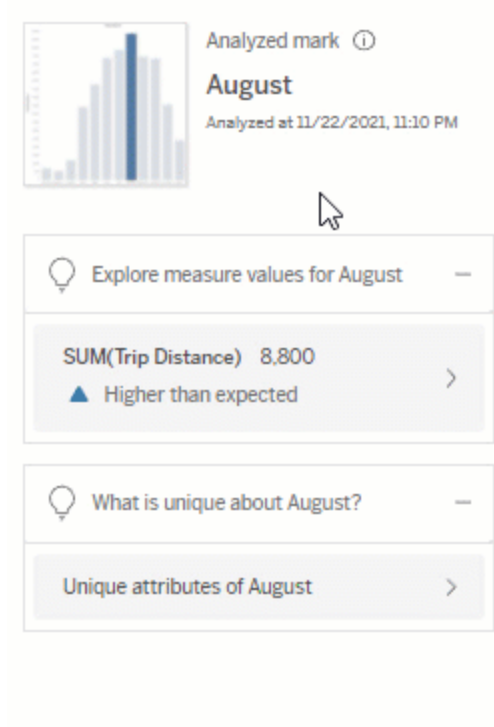 Analyzed mark
August
Analyzed at 11/22/2021, 11:10 PM
Explore measure values for August
SUM(Trip Distance) 8,800
Higher than expected
What is unique about August?
Unique attributes of August